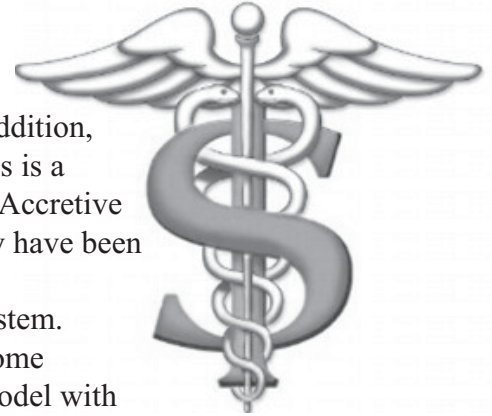 ddition,
s is a
Accretive
y have been
stem.
ome
odel with